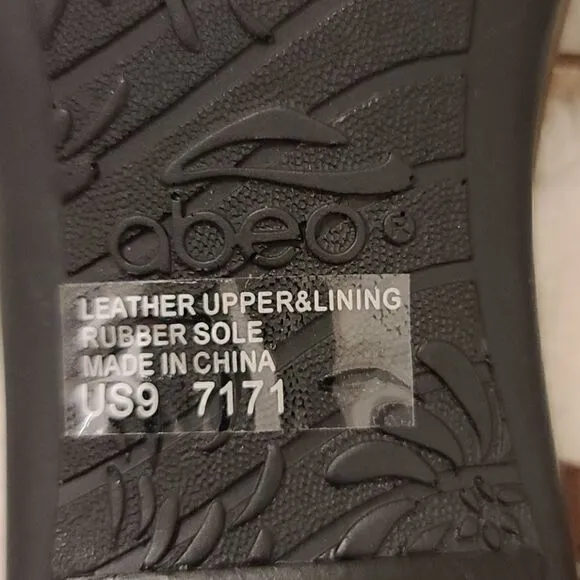 abeo
LEATHER UPPER&LINING
RUBBER SOLE
MADE IN CHINA
US9 7171